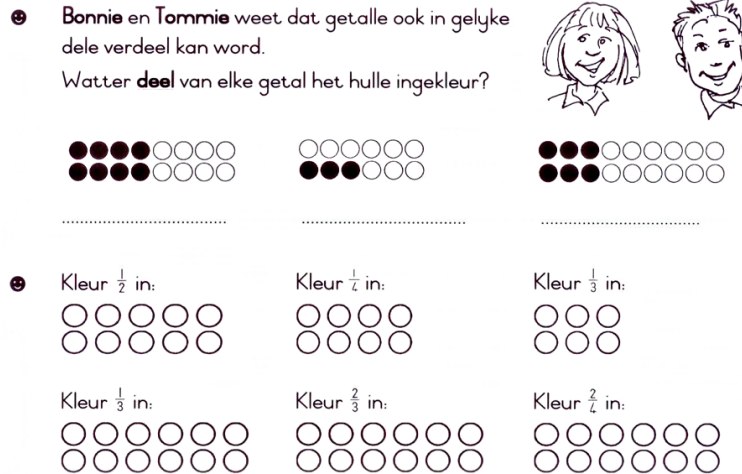 Bonnie en Tommie weet dat getalle ook in gelyke
dele verdeel kan word.
Watter deel van elke getal het hulle ingekleur?
Kleur 1/2 in: Kleur 1/4 in: Kleur 1/3 in:
Kleur 1/3 in: Kleur 2/3 in: Kleur 2/4 in: